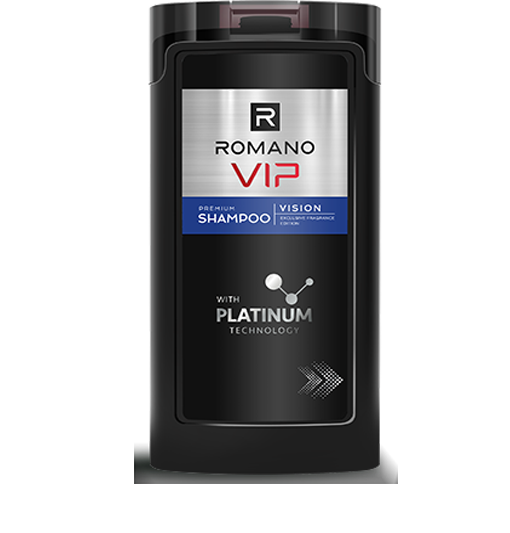 R
ROMANO
VIP
PREMIUM
SHAMPOO
VISION
EXCLUSIVE FRAGRANCE
EDITION
WITH
PLATINUM
TECHNOLOGY